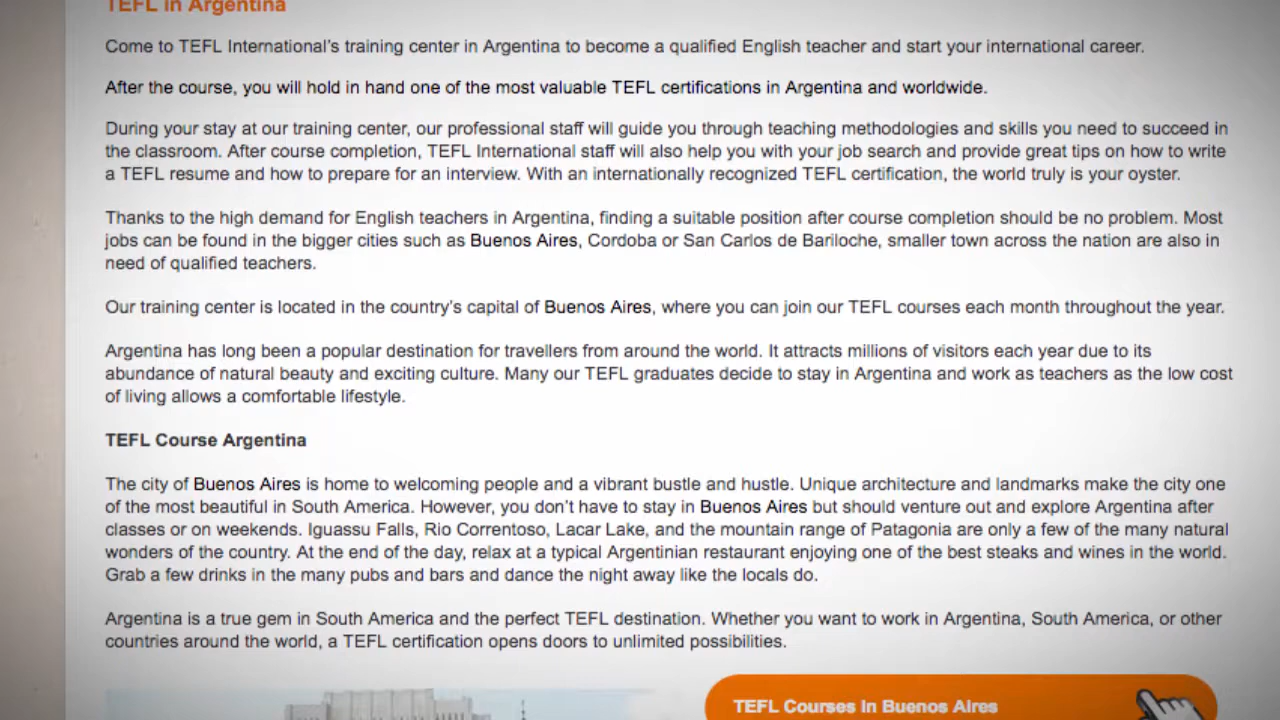 TEFL in Argentina
Come to TEFL International's training center in Argentina to become a qualified English teacher and start your international career.
After the course, you will hold in hand one of the most valuable TEFL certifications in Argentina and worldwide.
During your stay at our training center, our professional staff will guide you through teaching methodologies and skills you need to succeed in
the classroom. After course completion, TEFL International staff will also help you with your job search and provide great tips on how to write
a TEFL resume and how to prepare for an interview. With an internationally recognized TEFL certification, the world truly is your oyster.
Thanks to the high demand for English teachers in Argentina, finding a suitable position after course completion should be no problem. Most
jobs can be found in the bigger cities such as Buenos Aires, Cordoba or San Carlos de Bariloche, smaller town across the nation are also in
need of qualified teachers.
Our training center is located in the country's capital of Buenos Aires, where you can join our TEFL courses each month throughout the year.
Argentina has long been a popular destination for travellers from around the world. It attracts millions of visitors each year due to its
abundance of natural beauty and exciting culture. Many our TEFL graduates decide to stay in Argentina and work as teachers as the low cost
of living allows a comfortable lifestyle.
TEFL Course Argentina
The city of Buenos Aires is home to welcoming people and a vibrant bustle and hustle. Unique architecture and landmarks make the city one
of the most beautiful in South America. However, you don't have to stay in Buenos Aires but should venture out and explore Argentina after
classes or on weekends. Iguassu Falls, Rio Correntoso, Lacar Lake, and the mountain range of Patagonia are only a few of the many natural
wonders of the country. At the end of the day, relax at a typical Argentinian restaurant enjoying one of the best steaks and wines in the world.
Grab a few drinks in the many pubs and bars and dance the night away like the locals do.
Argentina is a true gem in South America and the perfect TEFL destination. Whether you want to work in Argentina, South America, or other
countries around the world, a TEFL certification opens doors to unlimited possibilities.
TEFL Courses In Buenos Aires